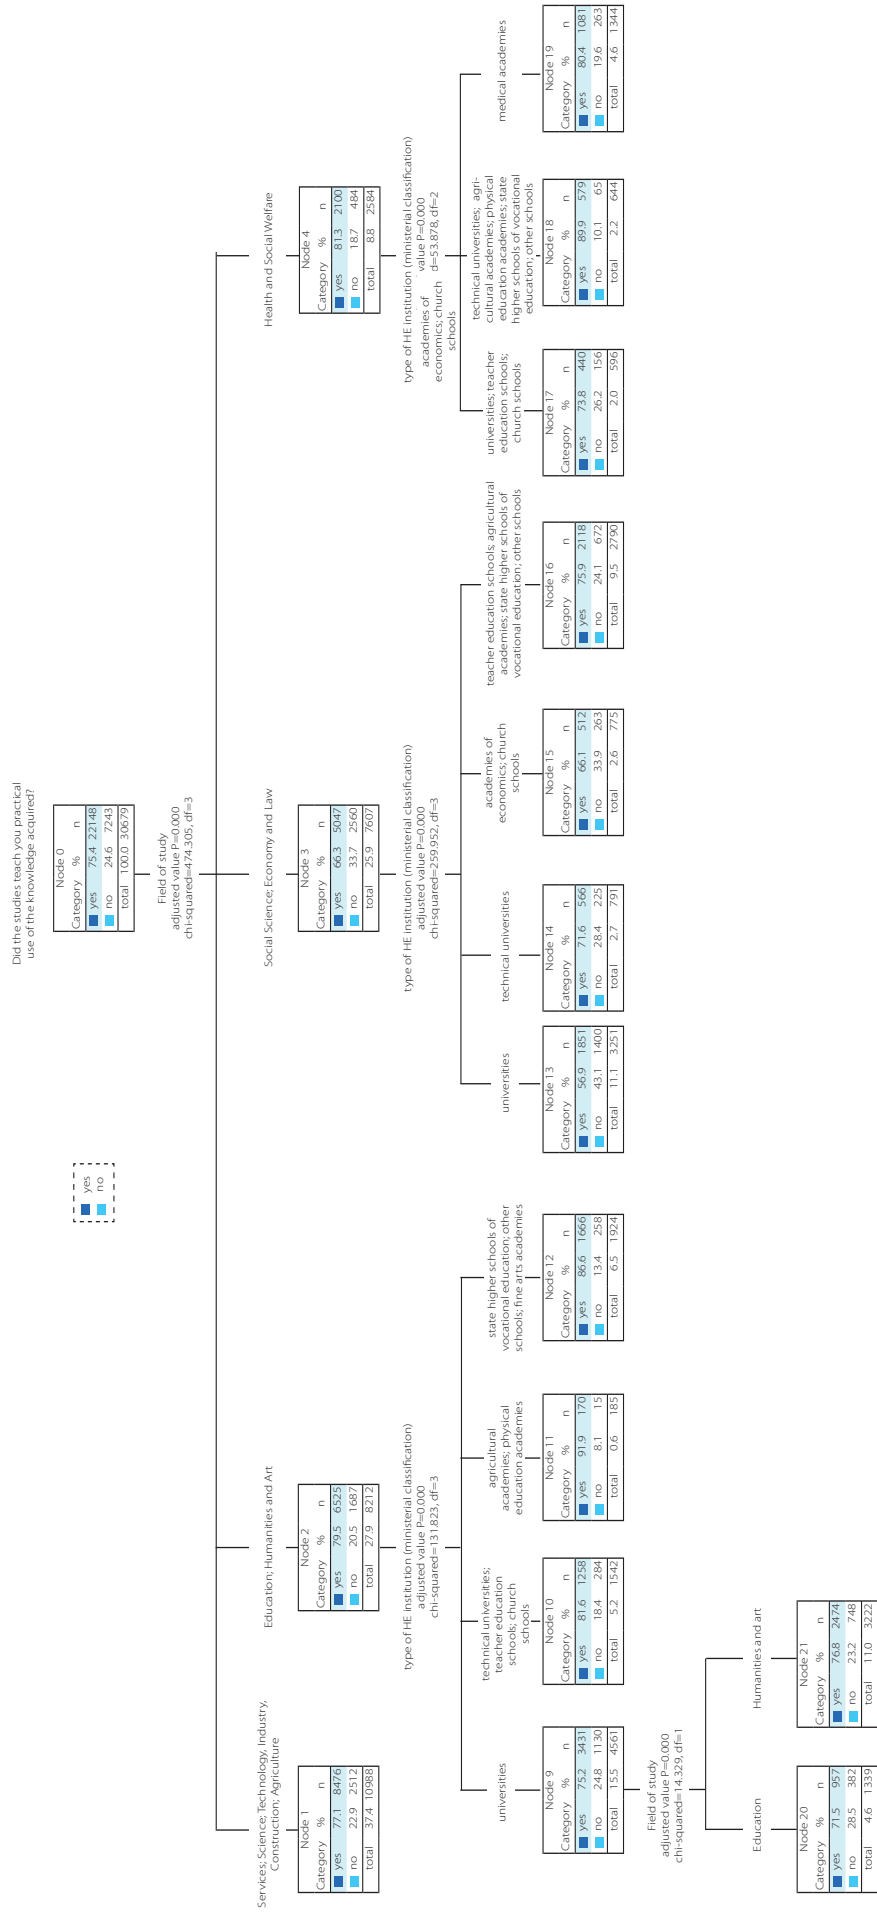 Did the studies teach you practical
use of the knowledge acquired?
Node 0
Category % n
yes 75.4 22148
no 24.6 7243
total 100.0 30679
yes
no
Field of study
adjusted value P=0.000
chi-squared=474.305, df=3
Services; Science; Technology, Industry,
Construction; Agriculture
Node 1
Category % n
yes 77.1 8476
no 22.9 2512
total 37.4 10988
Education; Humanities and Art
Node 2
Category % n
yes 79.5 6525
no 20.5 1687
total 27.9 8212
Social Science; Economy and Law
Node 3
Category % n
yes 66.3 5047
no 33.7 2560
total 25.9 7607
Health and Social Welfare
Node 4
Category % n
yes 81.3 2100
no 18.7 484
total 8.8 2584
type of HE institution (ministerial classification)
adjusted value P=0.000
chi-squared=131.823, df=3
type of HE institution (ministerial classification)
adjusted value P=0.000
chi-squared=259.952, df=3
type of HE institution (ministerial classification)
value P=0.000
d=53.878, df=2
academies of
economics; church
schools
universities
Node 9
Category % n
yes 75.2 3431
no 24.8 1130
total 15.5 4561
technical universities;
teacher education
schools; church
schools
Node 10
Category % n
yes 81.6 1258
no 18.4 284
total 5.2 1542
agricultural
academies; physical
education academies
Node 11
Category % n
yes 91.9 170
no 8.1 15
total 0.6 185
state higher schools of
vocational education; other
schools; fine arts academies
Node 12
Category % n
yes 86.6 1666
no 13.4 258
total 6.5 1924
universities
Node 13
Category % n
yes 56.9 1851
no 43.1 1400
total 11.1 3251
technical universities
Node 14
Category % n
yes 71.6 566
no 28.4 225
total 2.7 791
academies of
economics; church
schools
Node 15
Category % n
yes 66.1 512
no 33.9 263
total 2.6 775
teacher education schools; agricultural
academies; state higher schools of
vocational education; other schools
Node 16
Category % n
yes 75.9 2118
no 24.1 672
total 9.5 2790
universities; teacher
education schools;
church schools
Node 17
Category % n
yes 73.8 440
no 26.2 156
total 2.0 596
technical universities; agri-
cultural academies; physical
education academies; state
higher schools of vocational
education; other schools
Node 18
Category % n
yes 89.9 579
no 10.1 65
total 2.2 644
medical academies
Node 19
Category % n
yes 80.4 1081
no 19.6 263
total 4.6 1344
Field of study
adjusted value P=0.000
chi-squared=14.329, df=1
Education
Node 20
Category % n
yes 71.5 957
no 28.5 382
total 4.6 1339
Humanities and art
Node 21
Category % n
yes 76.8 2474
no 23.2 748
total 11.0 3222